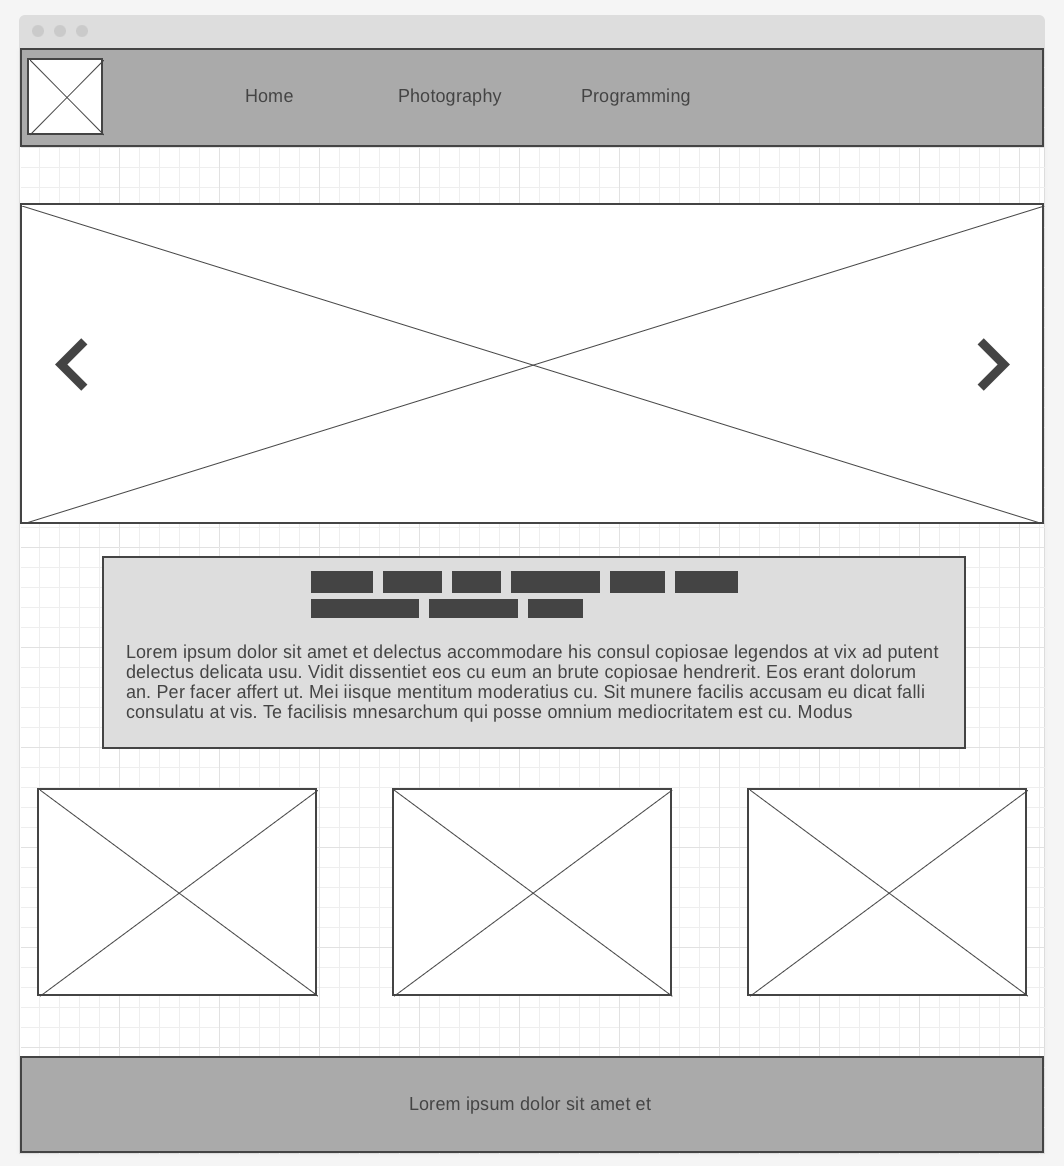 Home
Photography
Programming
Lorem ipsum dolor sit amet et delectus accommodare his consul copiosae legendos at vix ad putent
delectus delicata usu. Vidit dissentiet eos cu eum an brute copiosae hendrerit. Eos erant dolorum
an. Per facer affert ut. Mei iisque mentitum moderatius cu. Sit munere facilis accusam eu dicat falli
consulatu at vis. Te facilisis mnesarchum qui posse omnium mediocritatem est cu. Modus
Lorem ipsum dolor sit amet et